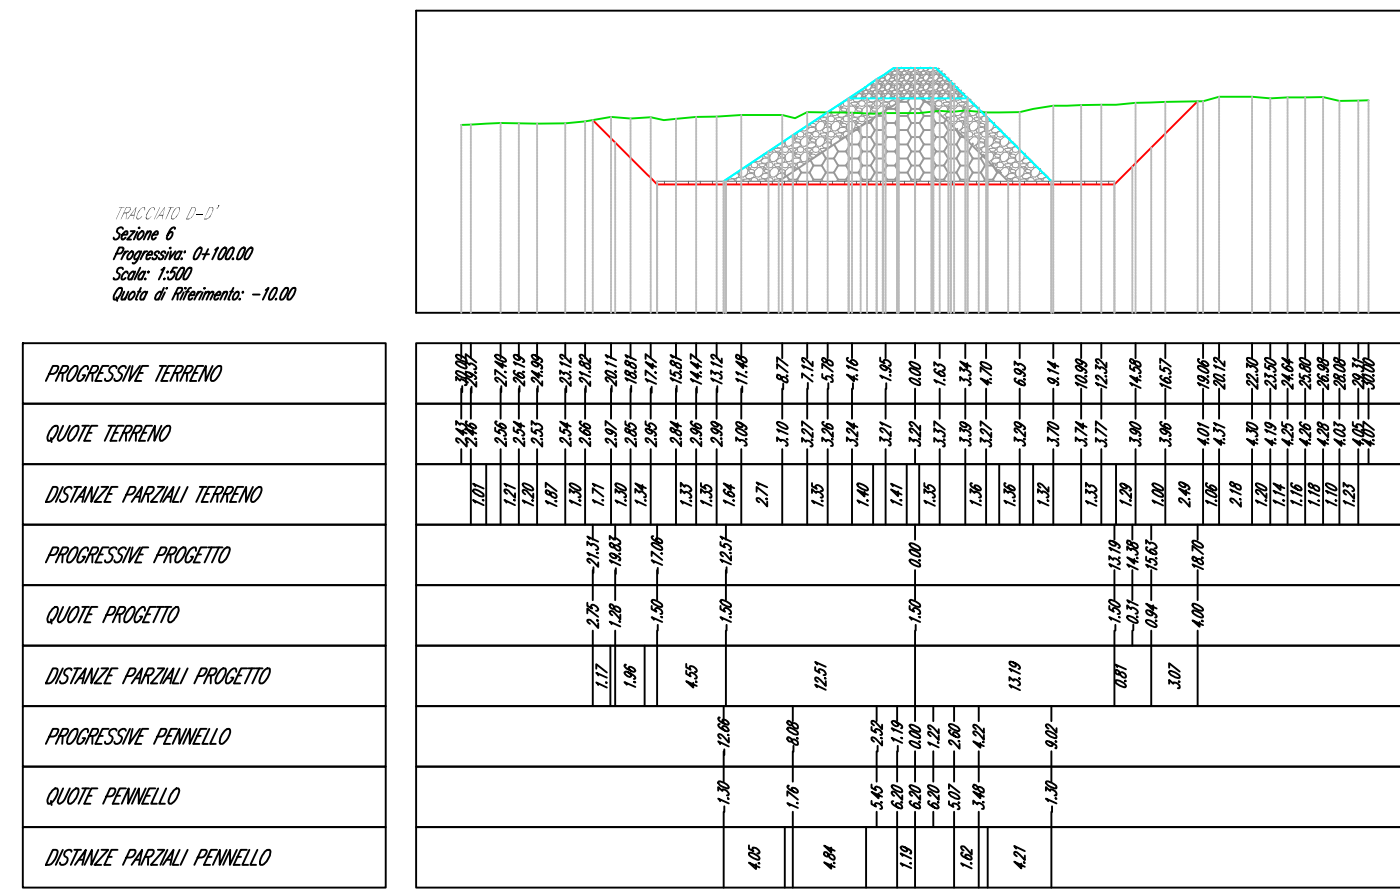 TRACCIATO D-D'
Sezione 6
Progressiva: 0+100.00
Scala: 1:500
Quota di Riferimento: -10.00
PROGRESSIVE TERRENO
-27.40 -26.19 -24.99 -23.12 -21.82 -20.11 -18.81 -17.47 -15.81 -14.47 -13.12 -11.48 -8.77 -7.12 -5.78 -4.16 -1.95 0.00 1.63 3.34 4.70 6.93 9.14 10.99 12.32 14.58 16.57 19.06 20.12 22.30 23.50 24.64 25.80 26.98 28.08 29.31 30.00
QUOTE TERRENO
2.43 2.46 2.56 2.54 2.53 2.54 2.66 2.97 2.85 2.95 2.84 2.96 2.99 3.09 3.10 3.27 3.26 3.24 3.21 3.22 3.37 3.39 3.27 3.29 3.70 3.74 3.77 3.90 3.96 4.01 4.31 4.30 4.19 4.25 4.26 4.28 4.03 4.05 4.07
DISTANZE PARZIALI TERRENO
1.01 1.21 1.20 1.87 1.30 1.71 1.30 1.34 1.33 1.35 1.64 2.71 1.35 1.40 1.41 1.35 1.36 1.36 1.32 1.33 1.29 1.00 2.49 1.06 2.18 1.20 1.14 1.16 1.18 1.10 1.23
PROGRESSIVE PROGETTO
-21.31 -19.83 -17.06 -12.51 0.00 13.19 14.38 15.63 18.70
QUOTE PROGETTO
2.75 1.28 -1.50 -1.50 -1.50 -1.50 -0.31 0.94 4.00
DISTANZE PARZIALI PROGETTO
1.17 1.96 4.55 12.51 13.19 0.81 3.07
PROGRESSIVE PENNELLO
-12.66 -8.08 -2.52 -1.19 0.00 1.22 2.60 4.22 9.02
QUOTE PENNELLO
-1.30 1.76 5.45 6.20 6.20 6.20 5.07 3.48 -1.30
DISTANZE PARZIALI PENNELLO
4.05 4.84 1.19 1.62 4.21